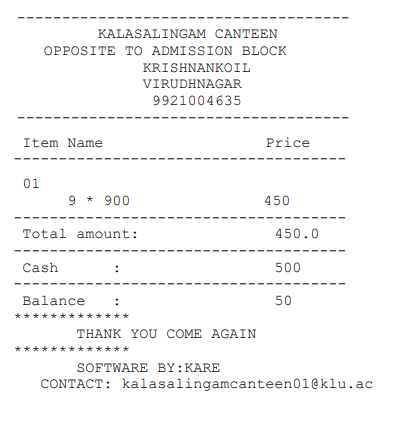 -------------------------------------
KALASALINGAM CANTEEN
OPPOSITE TO ADMISSION BLOCK
KRISHNANKOIL
VIRUDHNAGAR
9921004635
-------------------------------------
Item Name Price
-------------------------------------
01
9 * 900 450
-------------------------------------
Total amount: 450.0
-------------------------------------
Cash : 500
-------------------------------------
Balance : 50
*************
THANK YOU COME AGAIN
*************
SOFTWARE BY:KARE
CONTACT: kalasalingamcanteen01@klu.ac